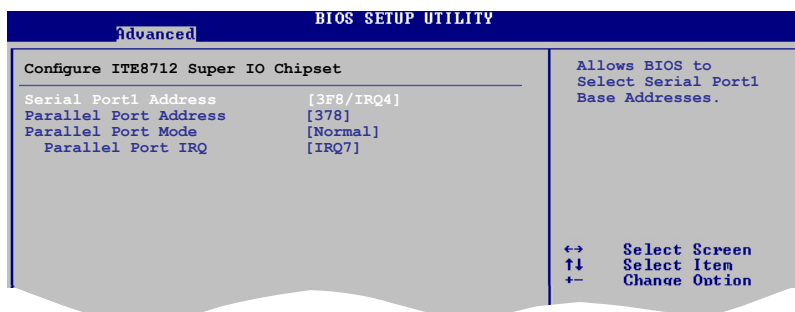 BIOS SETUP UTILITY
Advanced
Configure ITE8712 Super IO Chipset
Serial Port1 Address [3F8/IRQ4]
Parallel Port Address [378]
Parallel Port Mode [Normal]
Parallel Port IRQ [IRQ7]
Allows BIOS to
Select Serial Port1
Base Addresses.
←→ Select Screen
↑↓ Select Item
+- Change Option